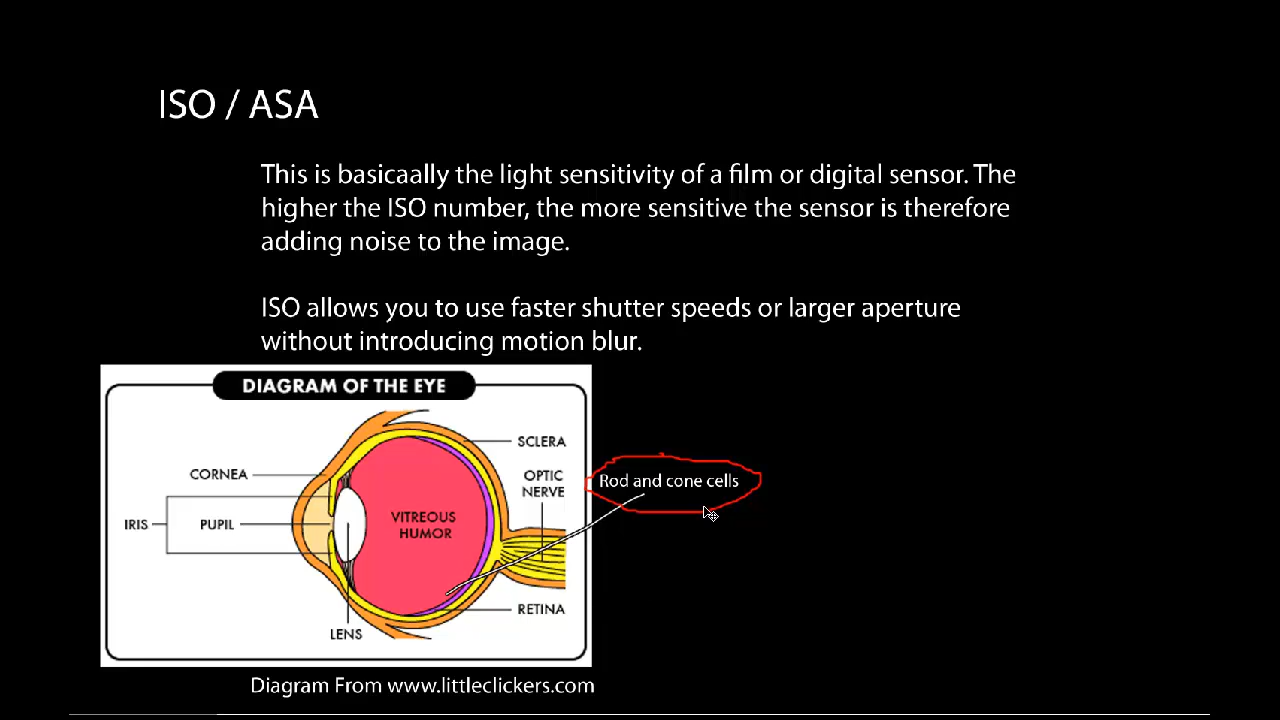 ISO / ASA
This is basicaally the light sensitivity of a film or digital sensor. The
higher the ISO number, the more sensitive the sensor is therefore
adding noise to the image.
ISO allows you to use faster shutter speeds or larger aperture
without introducing motion blur.
DIAGRAM OF THE EYE
SCLERA
CORNEA
OPTIC
NERVE
Rod and cone cells
IRIS
PUPIL
VITREOUS
HUMOR
RETINA
LENS
Diagram From www.littleclickers.com